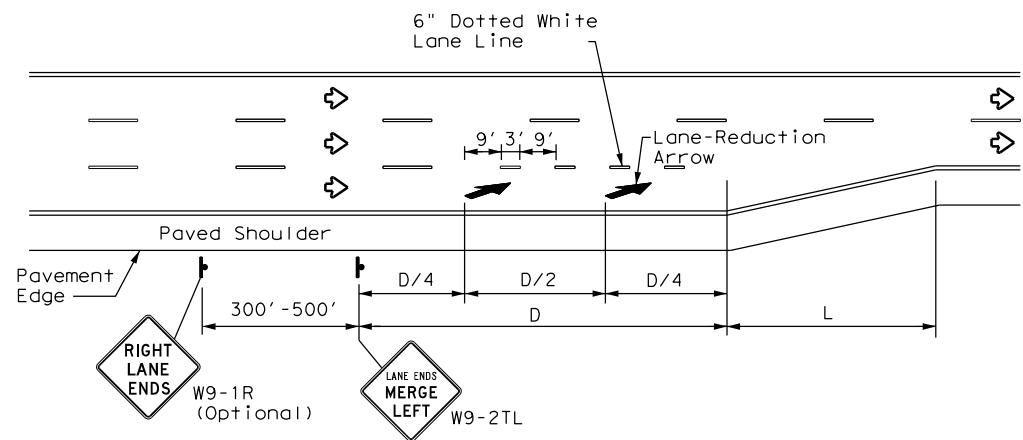 6" Dotted White
Lane Line
9' 3' 9'
Lane-Reduction
Arrow
Paved Shoulder
Pavement
Edge
D/4 D/2 D/4
300'-500' D L
RIGHT
LANE
ENDS
W9-1R
(Optional)
LANE ENDS
MERGE
LEFT
W9-2TL